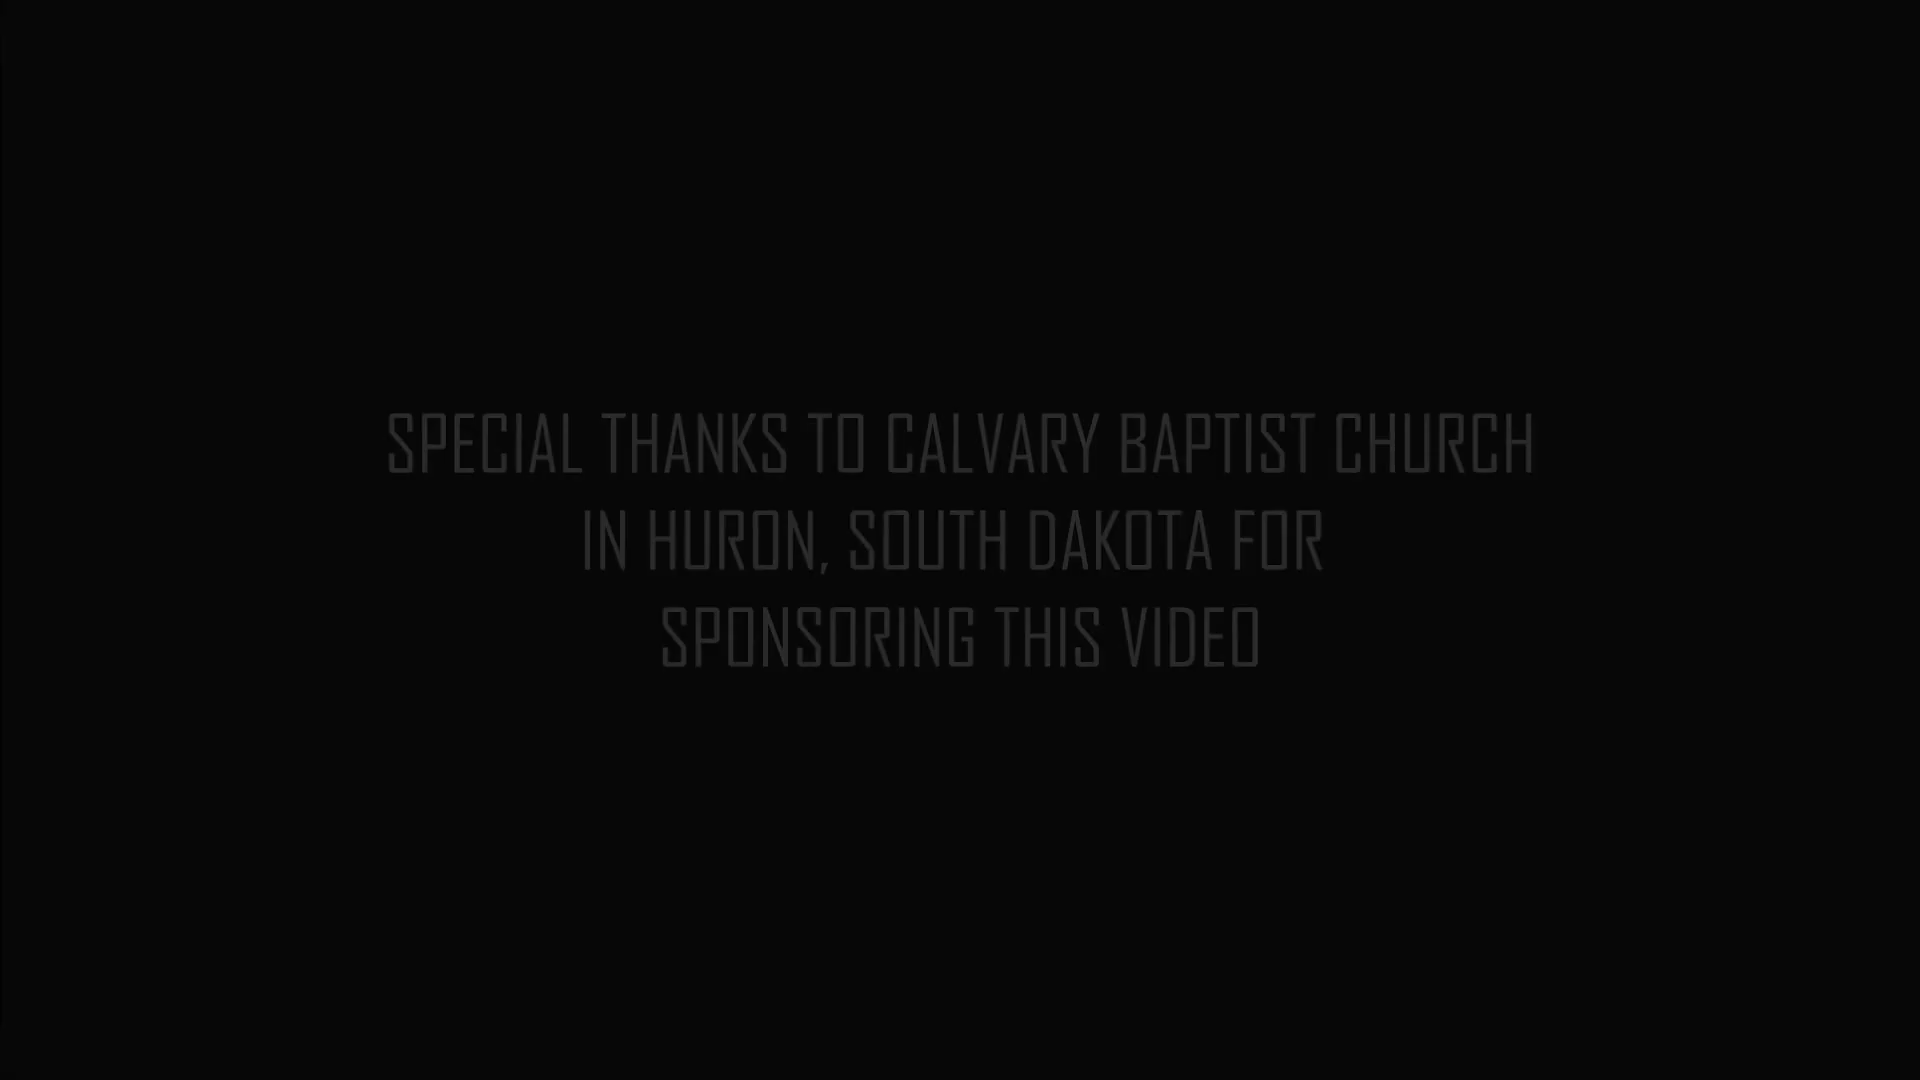 SPECIAL THANKS TO CALVARY BAPTIST CHURCH
IN HURON, SOUTH DAKOTA FOR
SPONSORING THIS VIDEO